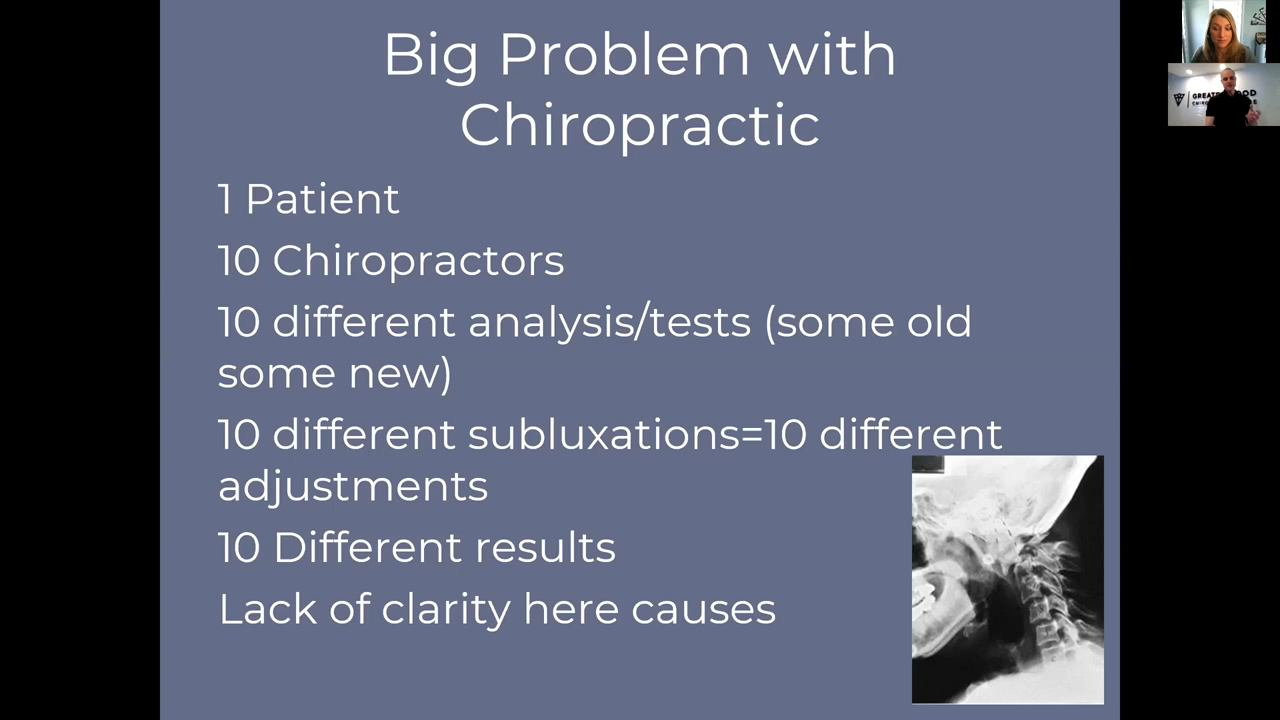 Big Problem with
Chiropractic
1 Patient
10 Chiropractors
10 different analysis/tests (some old
some new)
10 different subluxations=10 different
adjustments
10 Different results
Lack of clarity here causes